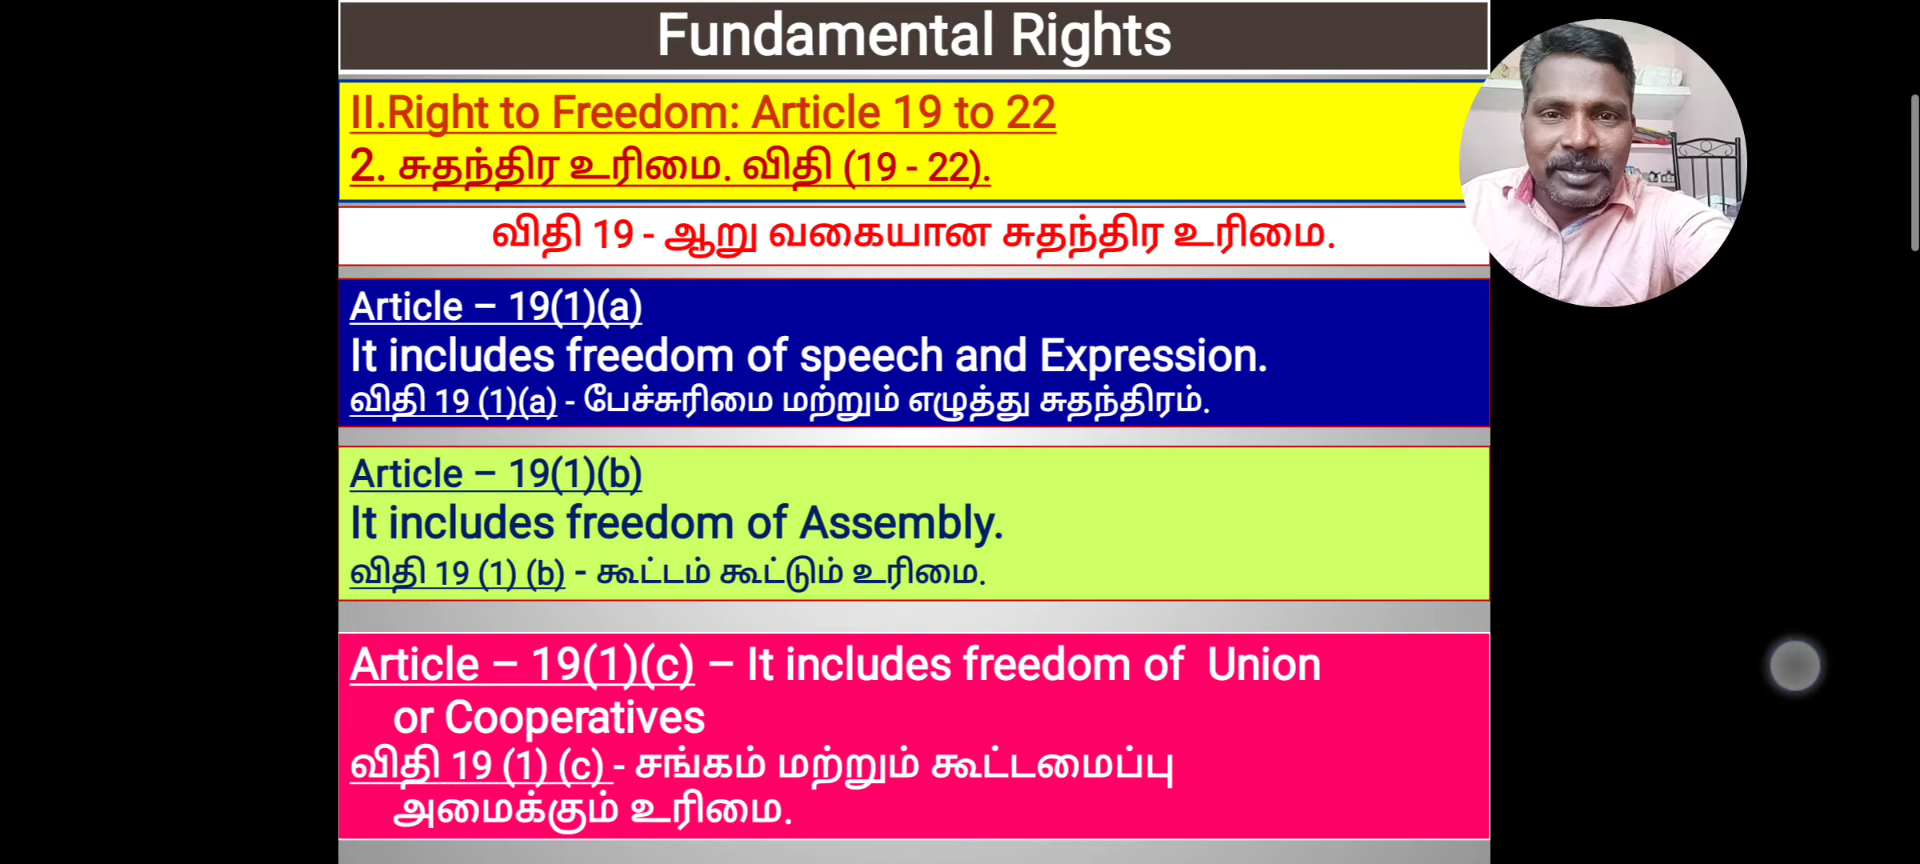 Fundamental Rights
II.Right to Freedom: Article 19 to 22
2. சுதந்திர உரிமை. விதி (19 - 22).
விதி 19 - ஆறு வகையான சுதந்திர உரிமை.
Article – 19(1)(a)
It includes freedom of speech and Expression.
விதி 19 (1)(a) - பேச்சுரிமை மற்றும் எழுத்து சுதந்திரம்.
Article – 19(1)(b)
It includes freedom of Assembly.
விதி 19 (1) (b) - கூட்டம் கூட்டும் உரிமை.
Article – 19(1)(c) – It includes freedom of Union
or Cooperatives
விதி 19 (1) (c) - சங்கம் மற்றும் கூட்டமைப்பு
அமைக்கும் உரிமை.